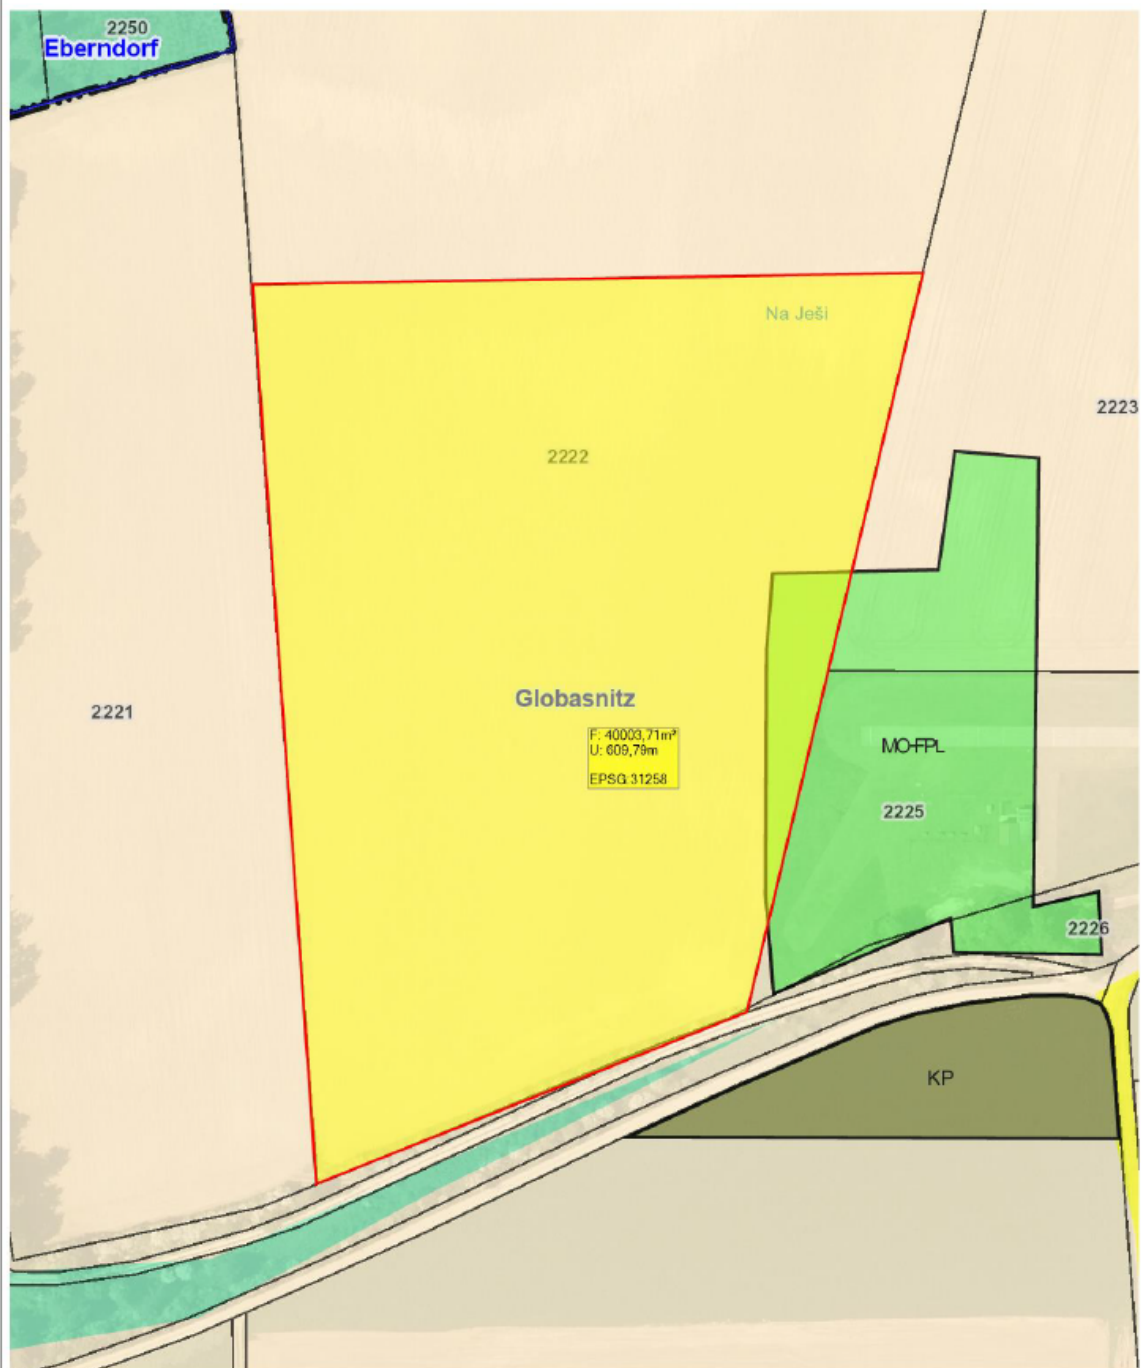 2250
Eberndorf
Na Ješi
2223
2222
Globasnitz
2221
F: 40003,71m²
U: 609,79m
EPSG:31258
MO-FPL
2225
2226
KP